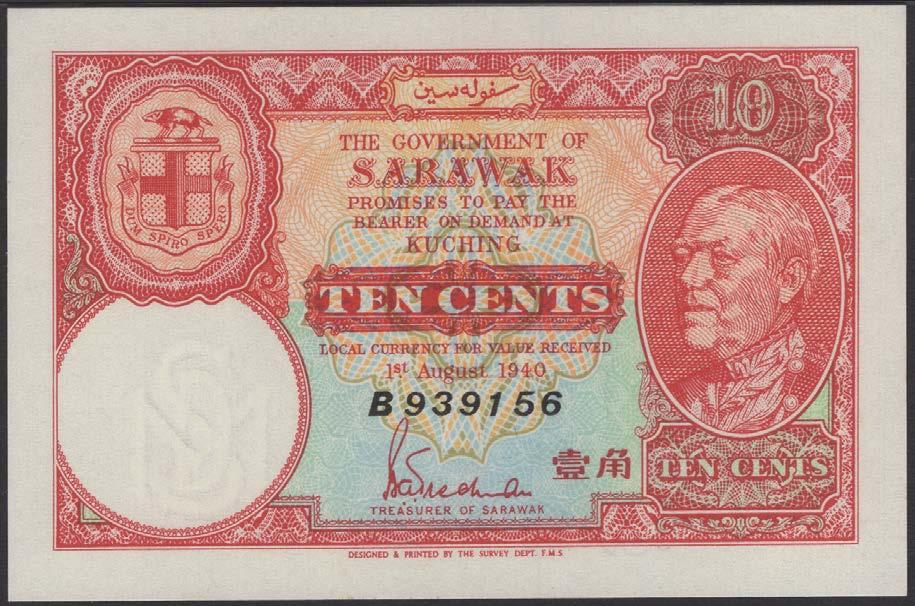 سڤوله سين
10
THE GOVERNMENT OF
SARAWAK
PROMISES TO PAY THE
BEARER ON DEMAND AT
KUCHING
DUM SPIRO SPERO
TEN CENTS
LOCAL CURRENCY FOR VALUE RECEIVED
1st August 1940
B939156
壹角
TEN CENTS
TREASURER OF SARAWAK
DESIGNED & PRINTED BY THE SURVEY DEPT. F.M.S.